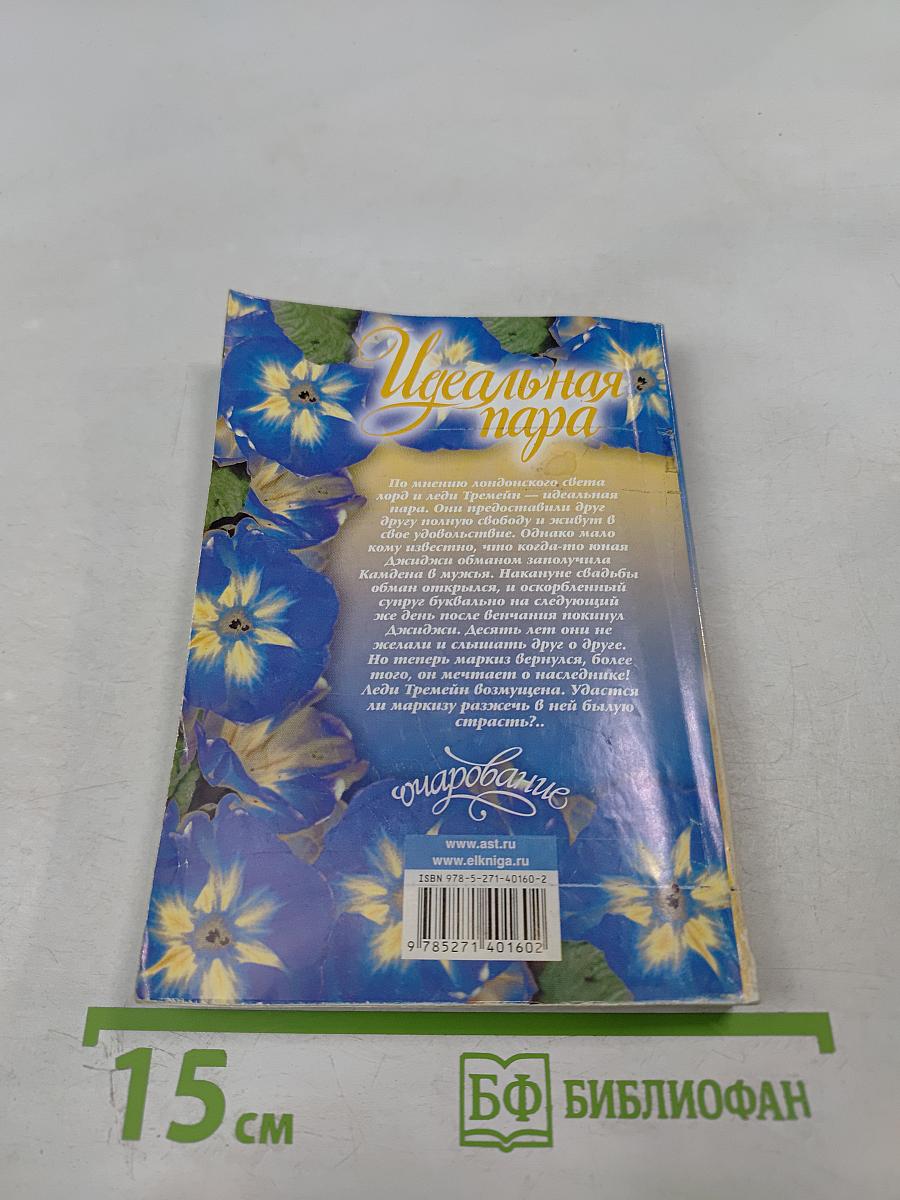 Идеальная
пара
По мнению лондонского света
лорд и леди Тремейн — идеальная
пара. Они предоставили друг
другу полную свободу и живут в
свое удовольствие. Однако мало
кому известно, что когда-то юная
Джиджи обманом заполучила
Камдена в мужья. Накануне свадьбы
обман открылся, и оскорбленный
супруг буквально на следующий
же день после венчания покинул
Джиджи. Десять лет они не
желали и слышать друг о друге.
Но теперь маркиз вернулся, более
того, он мечтает о наследнике!
Леди Тремейн возмущена. Удастся
ли маркизу разжечь в ней былую
страсть?..
Очарование
www.ast.ru
www.elkniga.ru
ISBN 978-5-271-40160-2
9 785271 401602
15 см
БФ БИБЛИОФАН